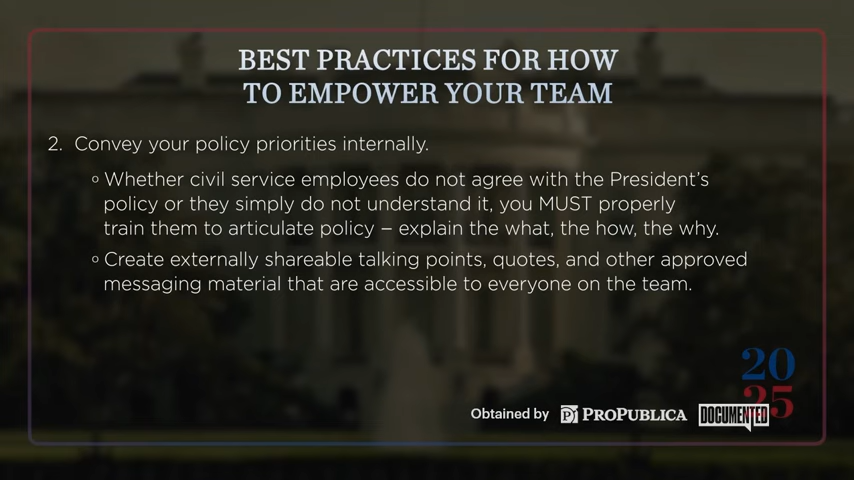 BEST PRACTICES FOR HOW
TO EMPOWER YOUR TEAM
2. Convey your policy priorities internally.
Whether civil service employees do not agree with the President's
policy or they simply do not understand it, you MUST properly
train them to articulate policy – explain the what, the how, the why.
Create externally shareable talking points, quotes, and other approved
messaging material that are accessible to everyone on the team.
20
25
Obtained by PROPUBLICA DOCUMENTED